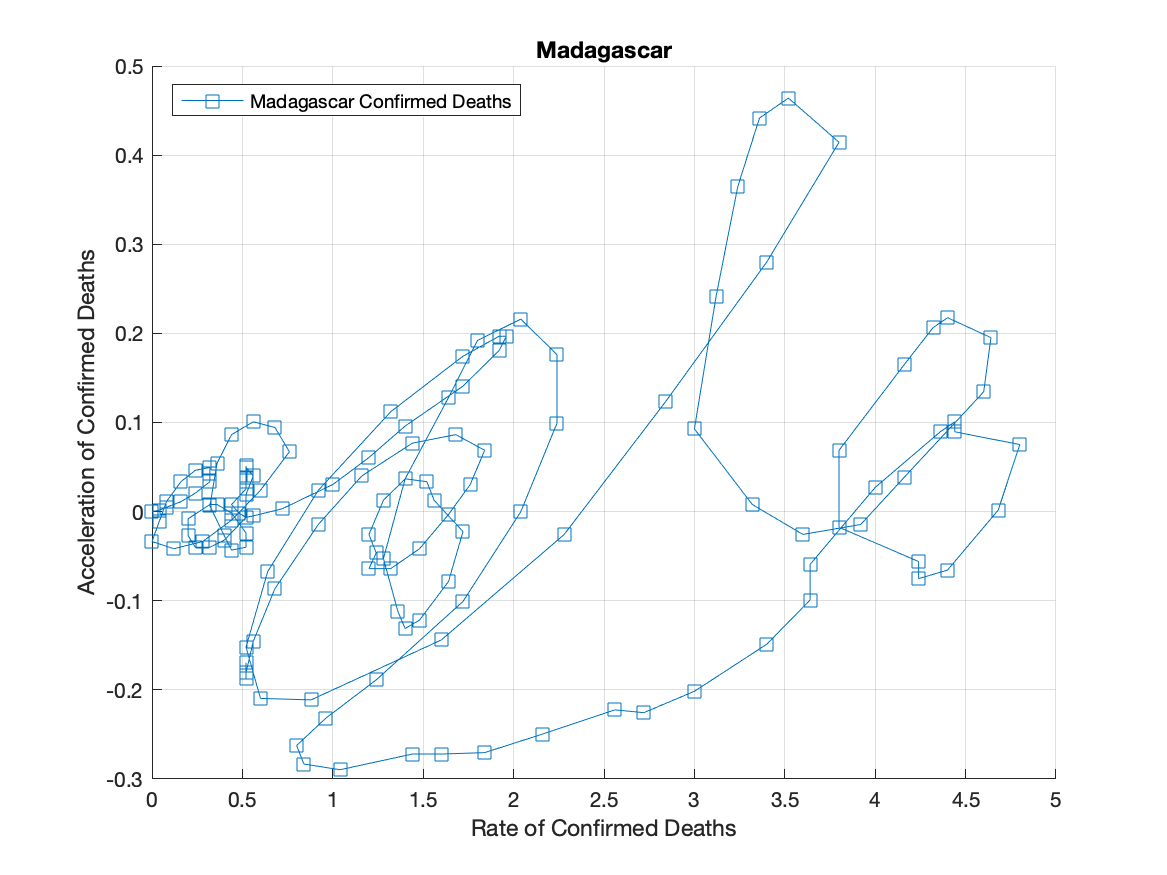 Madagascar
Madagascar Confirmed Deaths
0.5
0.4
0.3
0.2
0.1
0
-0.1
-0.2
-0.3
Acceleration of Confirmed Deaths
0 0.5 1 1.5 2 2.5 3 3.5 4 4.5 5
Rate of Confirmed Deaths